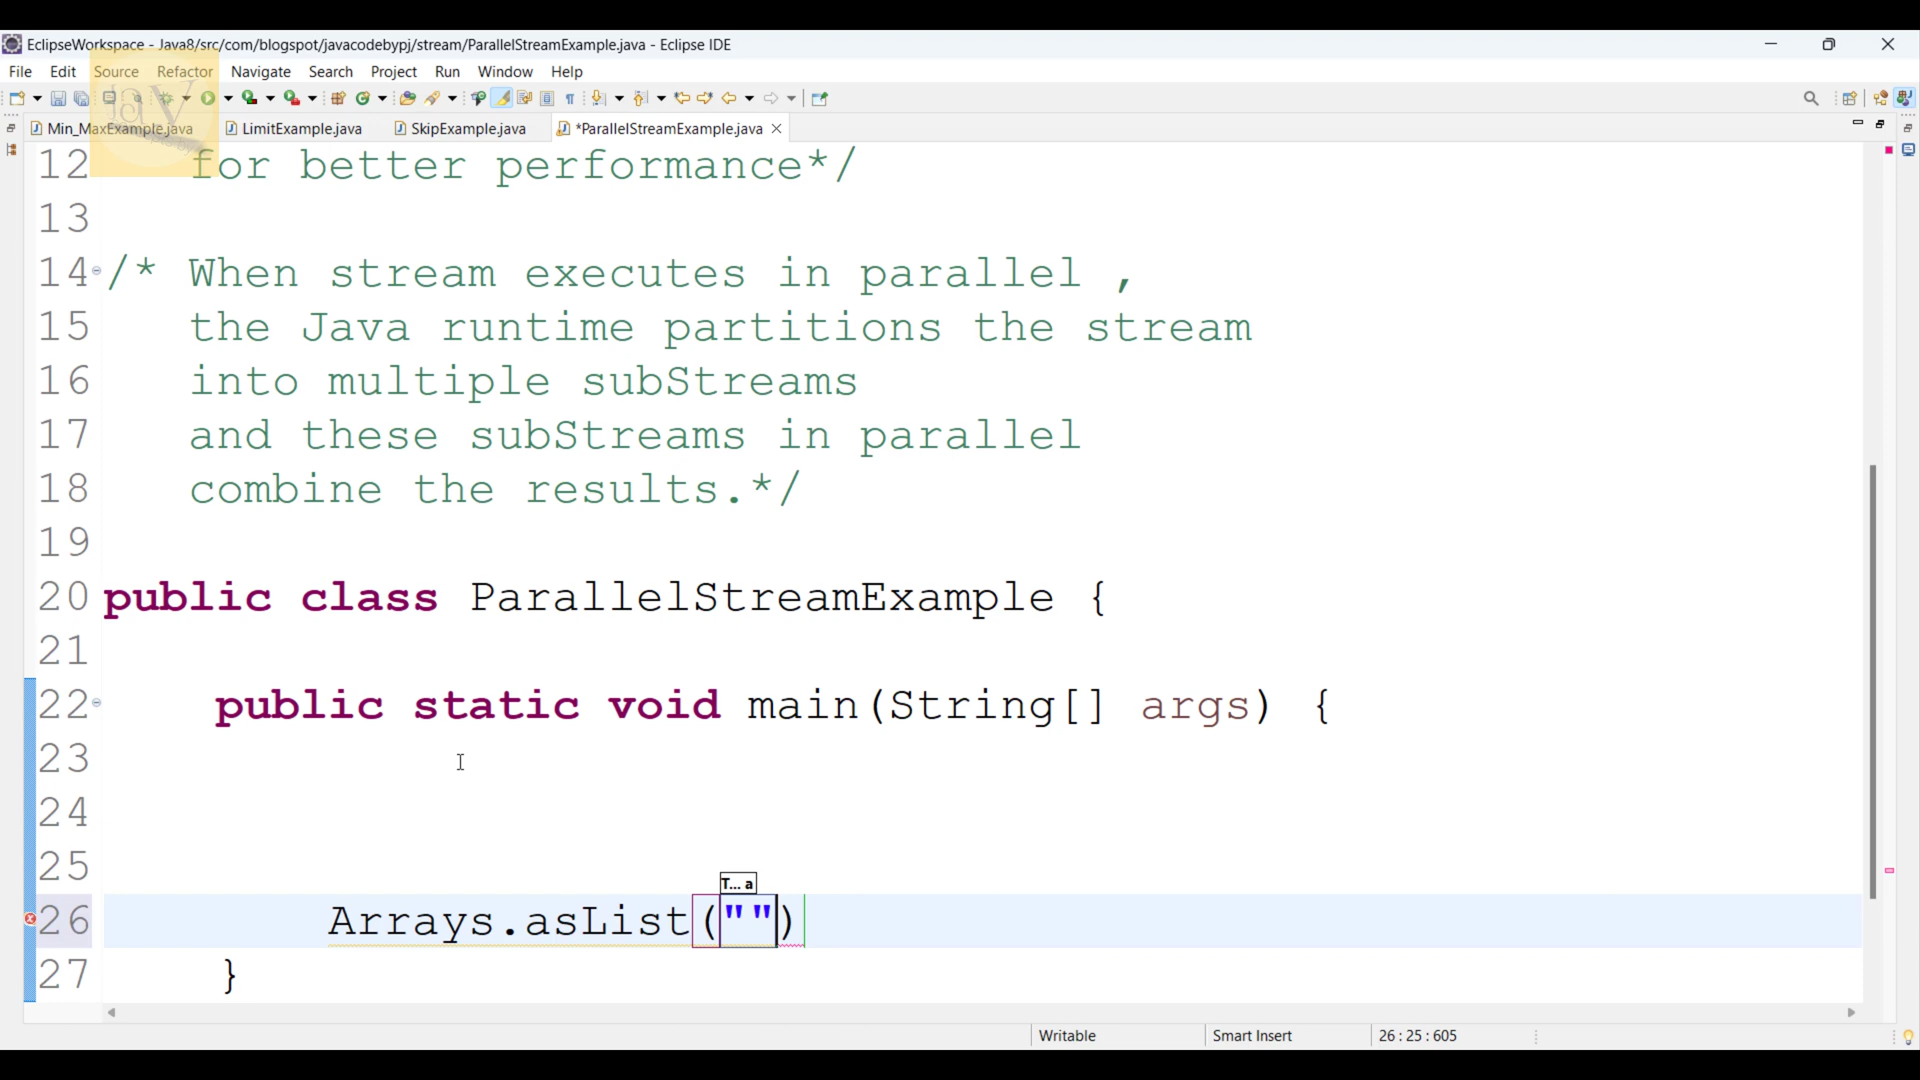 EclipseWorkspace - Java8/src/com/blogspot/javacodebypj/stream/ParallelStreamExample.java - Eclipse IDE
File Edit Source Refactor Navigate Search Project Run Window Help
Min_MaxExample.java LimitExample.java SkipExample.java *ParallelStreamExample.java
12 for better performance*/
13
14 /* When stream executes in parallel ,
15 the Java runtime partitions the stream
16 into multiple subStreams
17 and these subStreams in parallel
18 combine the results.*/
19
20 public class ParallelStreamExample {
21
22 public static void main(String[] args) {
23
24
25
T... a
26 Arrays.asList("")
27 }
Writable Smart Insert 26 : 25 : 605